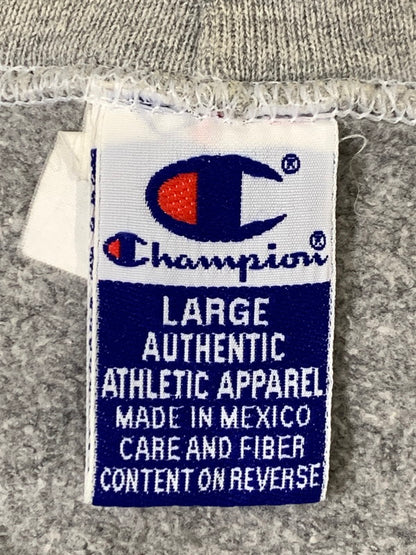 ®
Champion®
LARGE
AUTHENTIC
ATHLETIC APPAREL
MADE IN MEXICO
CARE AND FIBER
CONTENT ON REVERSE